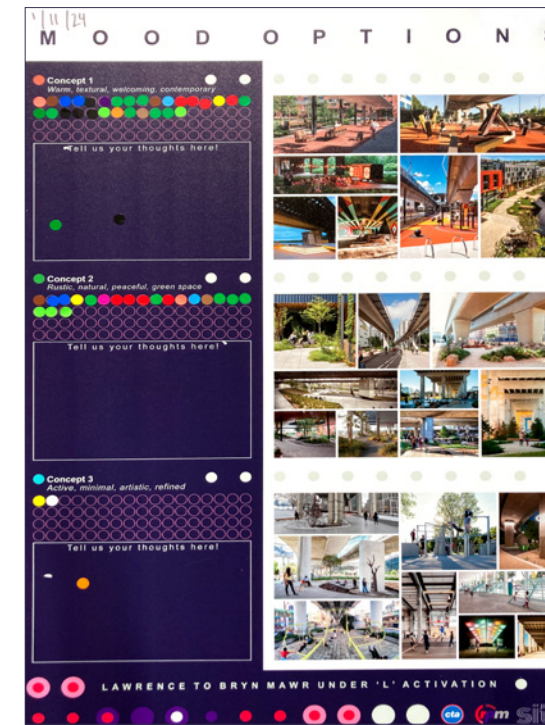 1/11/24
MOOD OPTIONS
Concept 1
Warm, textural, welcoming, contemporary
Tell us your thoughts here!
Concept 2
Rustic, natural, peaceful, green space
Tell us your thoughts here!
Concept 3
Active, minimal, artistic, refined
Tell us your thoughts here!
LAWRENCE TO BRYN MAWR UNDER 'L' ACTIVATION
cta